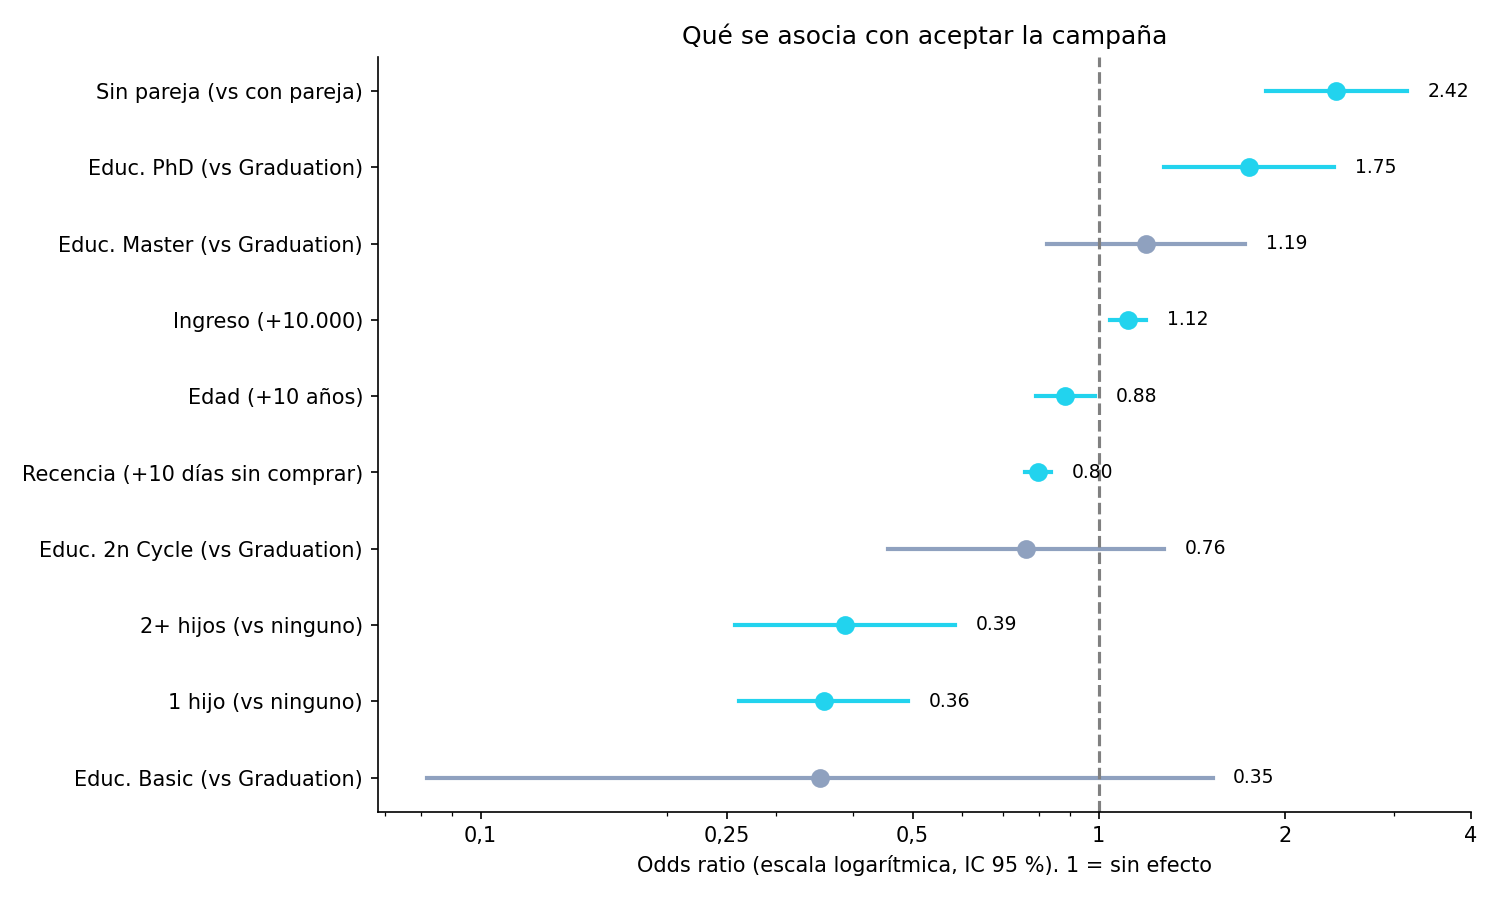 Qué se asocia con aceptar la campaña
Sin pareja (vs con pareja)
2.42
Educ. PhD (vs Graduation)
1.75
Educ. Master (vs Graduation)
1.19
Ingreso (+10.000)
1.12
Edad (+10 años)
0.88
Recencia (+10 días sin comprar)
0.80
Educ. 2n Cycle (vs Graduation)
0.76
2+ hijos (vs ninguno)
0.39
1 hijo (vs ninguno)
0.36
Educ. Basic (vs Graduation)
0.35
0,1 0,25 0,5 1 2 4
Odds ratio (escala logarítmica, IC 95 %). 1 = sin efecto